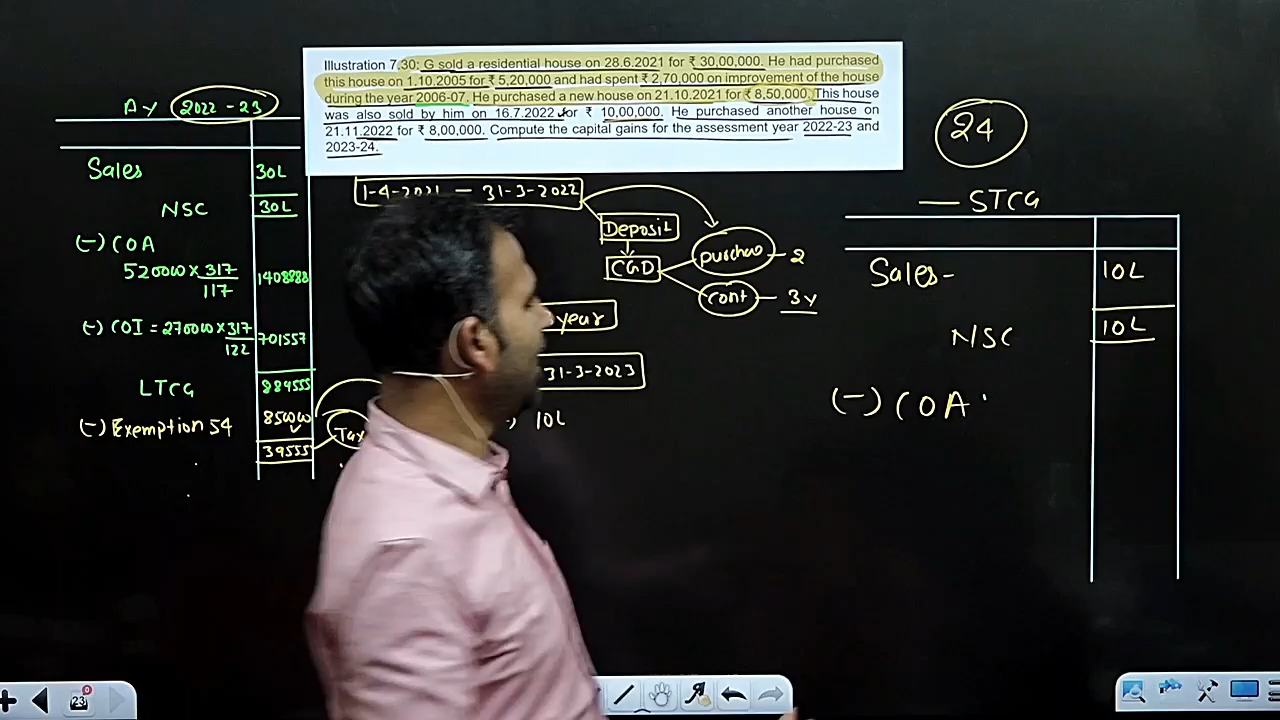 Illustration 7.30: G sold a residential house on 28.6.2021 for ₹ 30,00,000. He had purchased
this house on 1.10.2005 for ₹ 5,20,000 and had spent ₹ 2,70,000 on improvement of the house
during the year 2006-07. He purchased a new house on 21.10.2021 for ₹ 8,50,000. This house
was also sold by him on 16.7.2022 for ₹ 10,00,000. He purchased another house on
21.11.2022 for ₹ 8,00,000. Compute the capital gains for the assessment year 2022-23 and
2023-24.
AY 2022-23
Sales 30L
NSC 30L
(-) COA
520000 × 317/117 1408888
(-) COI = 270000 × 317/122 701557
LTCG 889555
(-) Exemption 54 850000
39555
Tax
1-4-2021 — 31-3-2022
Deposit
CGD
purchas — 2
Cont — 3y
year
31-3-2023
10L
24
— STCG
Sales - 10L
NSC 10L
(-) COA
23